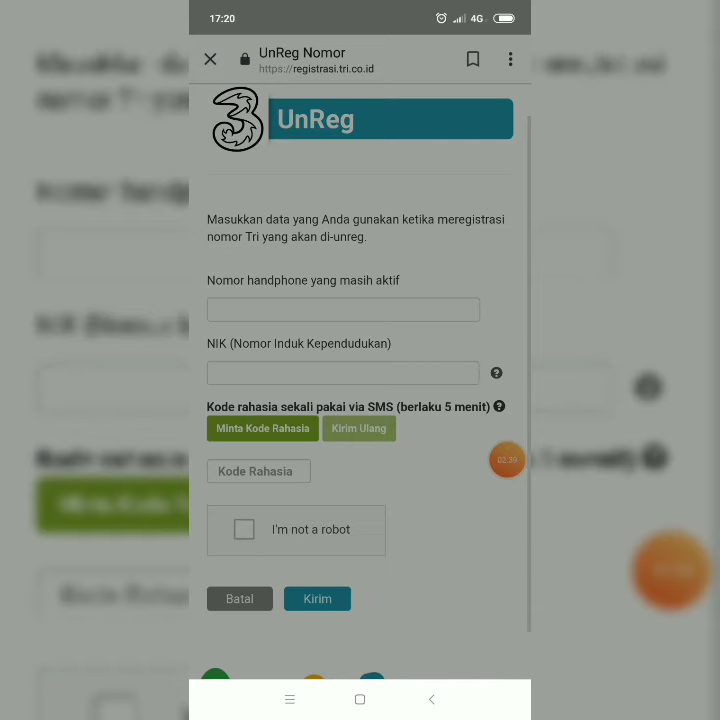 17:20
4G
UnReg Nomor
https://registrasi.tri.co.id
3 UnReg
Masukkan data yang Anda gunakan ketika meregistrasi
nomor Tri yang akan di-unreg.
Nomor handphone yang masih aktif
NIK (Nomor Induk Kependudukan)
Kode rahasia sekali pakai via SMS (berlaku 5 menit)
Minta Kode Rahasia Kirim Ulang
02:39
Kode Rahasia
I'm not a robot
Batal Kirim